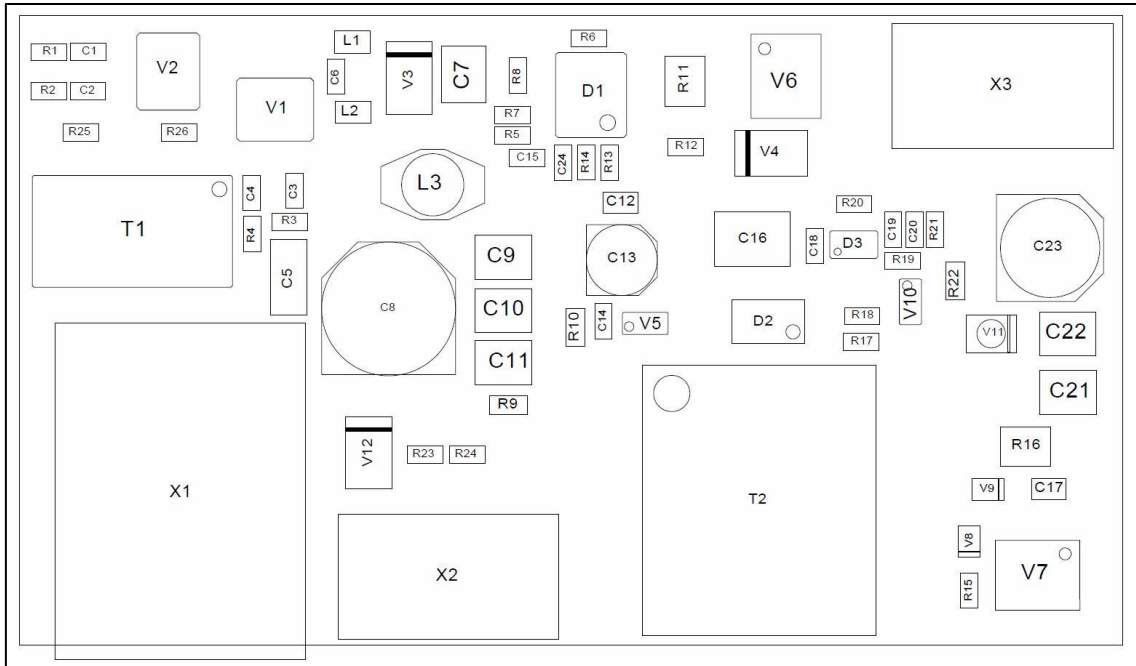 R1 C1
R2 C2
R25
R26
V2
V1
L1
C6
L2
V3
C7
R8
R7
R5
C15
R6
D1
C24 R14 R13
R11
R12
V6
V4
X3
T1
C4
R4
C3
R3
C5
L3
C8
C9
C10
C11
R9
C12
C13
R10
C14
V5
C16
C18
D3
R20
C19 C20 R21
R19
V10
R22
C23
D2
R18
R17
V11
C22
C21
R16
V9
C17
V8
R15
V7
X1
V12
R23 R24
X2
T2